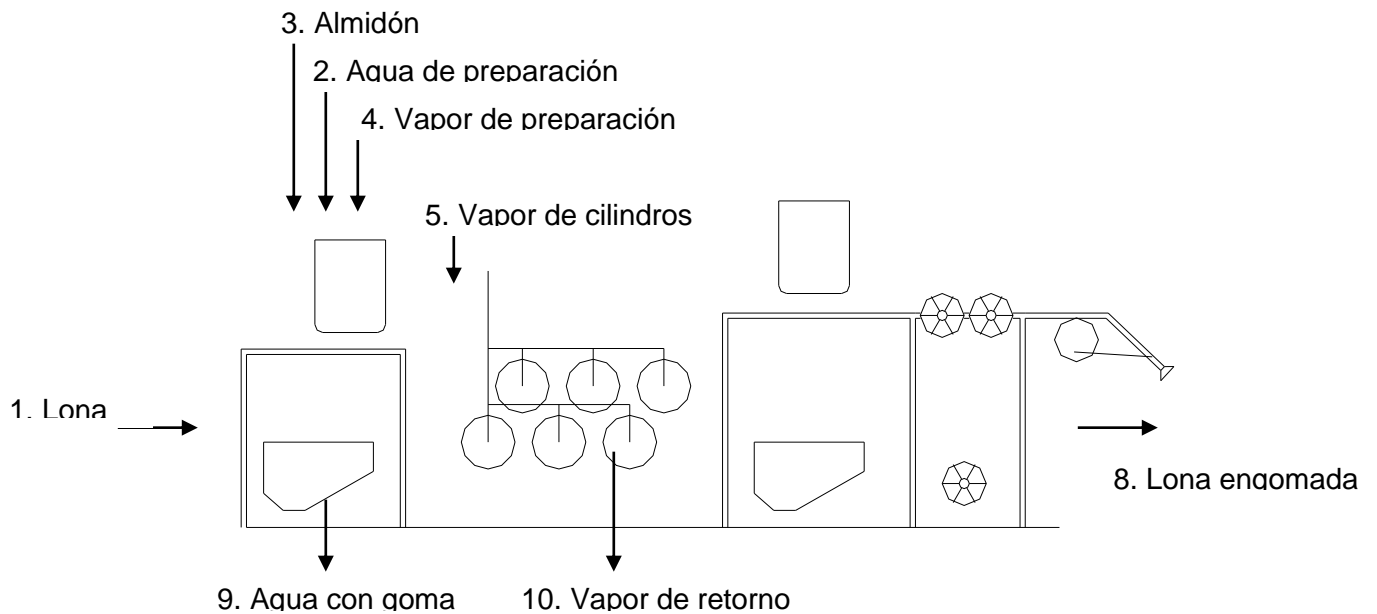 3. Almidón
2. Agua de preparación
4. Vapor de preparación
5. Vapor de cilindros
1. Lona
8. Lona engomada
9. Agua con goma
10. Vapor de retorno